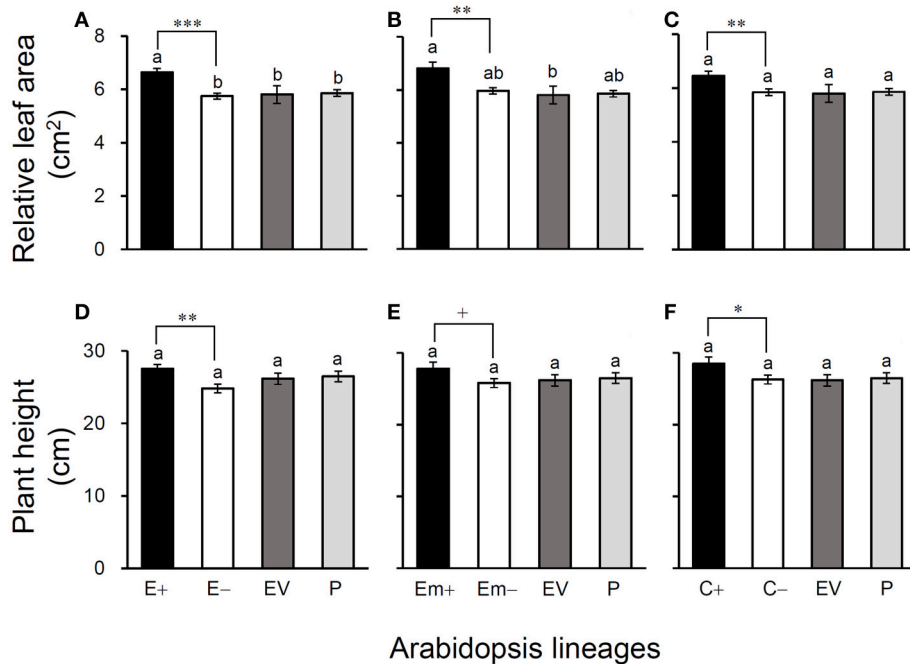 A
B
C
Relative leaf area
(cm²)
8
6
4
2
0
***
a
b
b
b
**
a
ab
b
ab
**
a
a
a
a
D
E
F
Plant height
(cm)
30
20
10
0
**
a
a
a
a
+
a
a
a
a
*
a
a
a
a
E+ E− EV P
Em+ Em− EV P
C+ C− EV P
Arabidopsis lineages